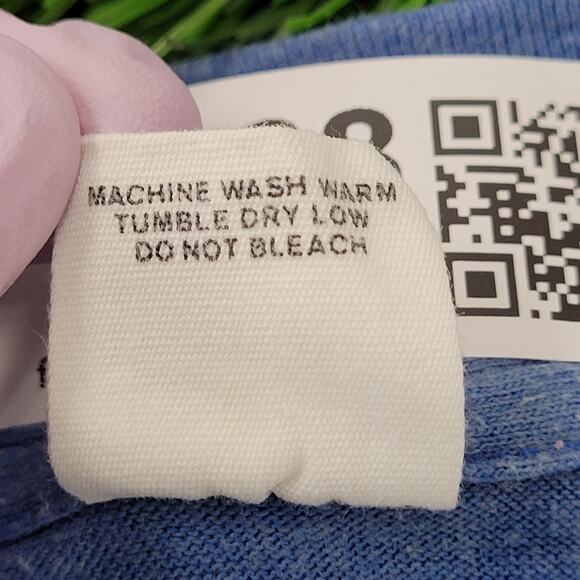 MACHINE WASH WARM
TUMBLE DRY LOW
DO NOT BLEACH